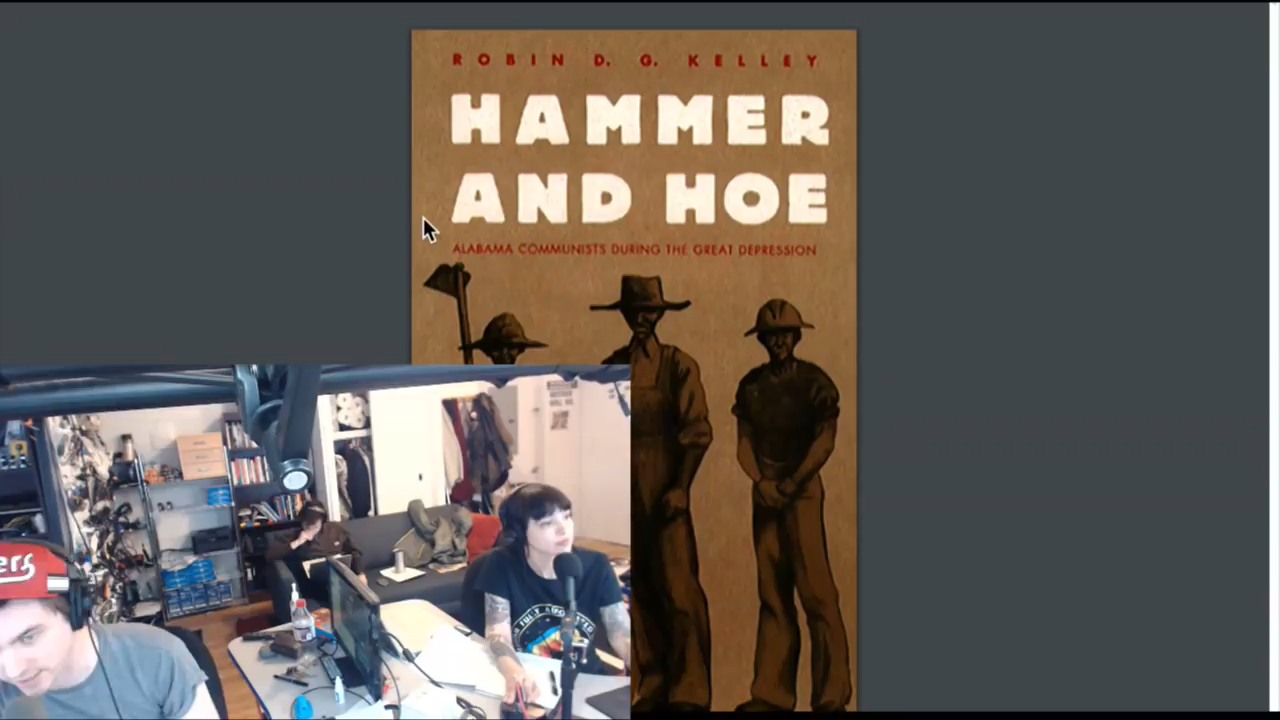 ROBIN D. G. KELLEY
HAMMER
AND HOE
ALABAMA COMMUNISTS DURING THE GREAT DEPRESSION
ers